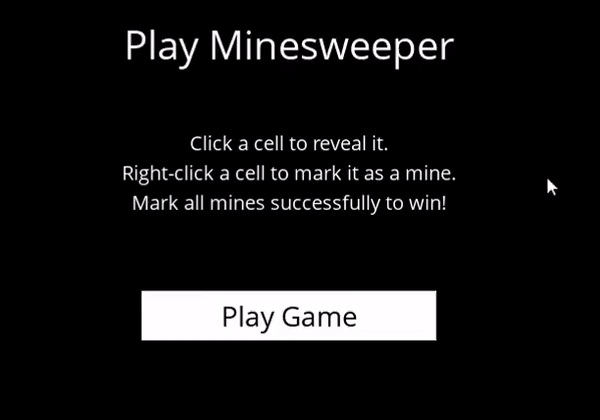 Play Minesweeper
Click a cell to reveal it.
Right-click a cell to mark it as a mine.
Mark all mines successfully to win!
Play Game